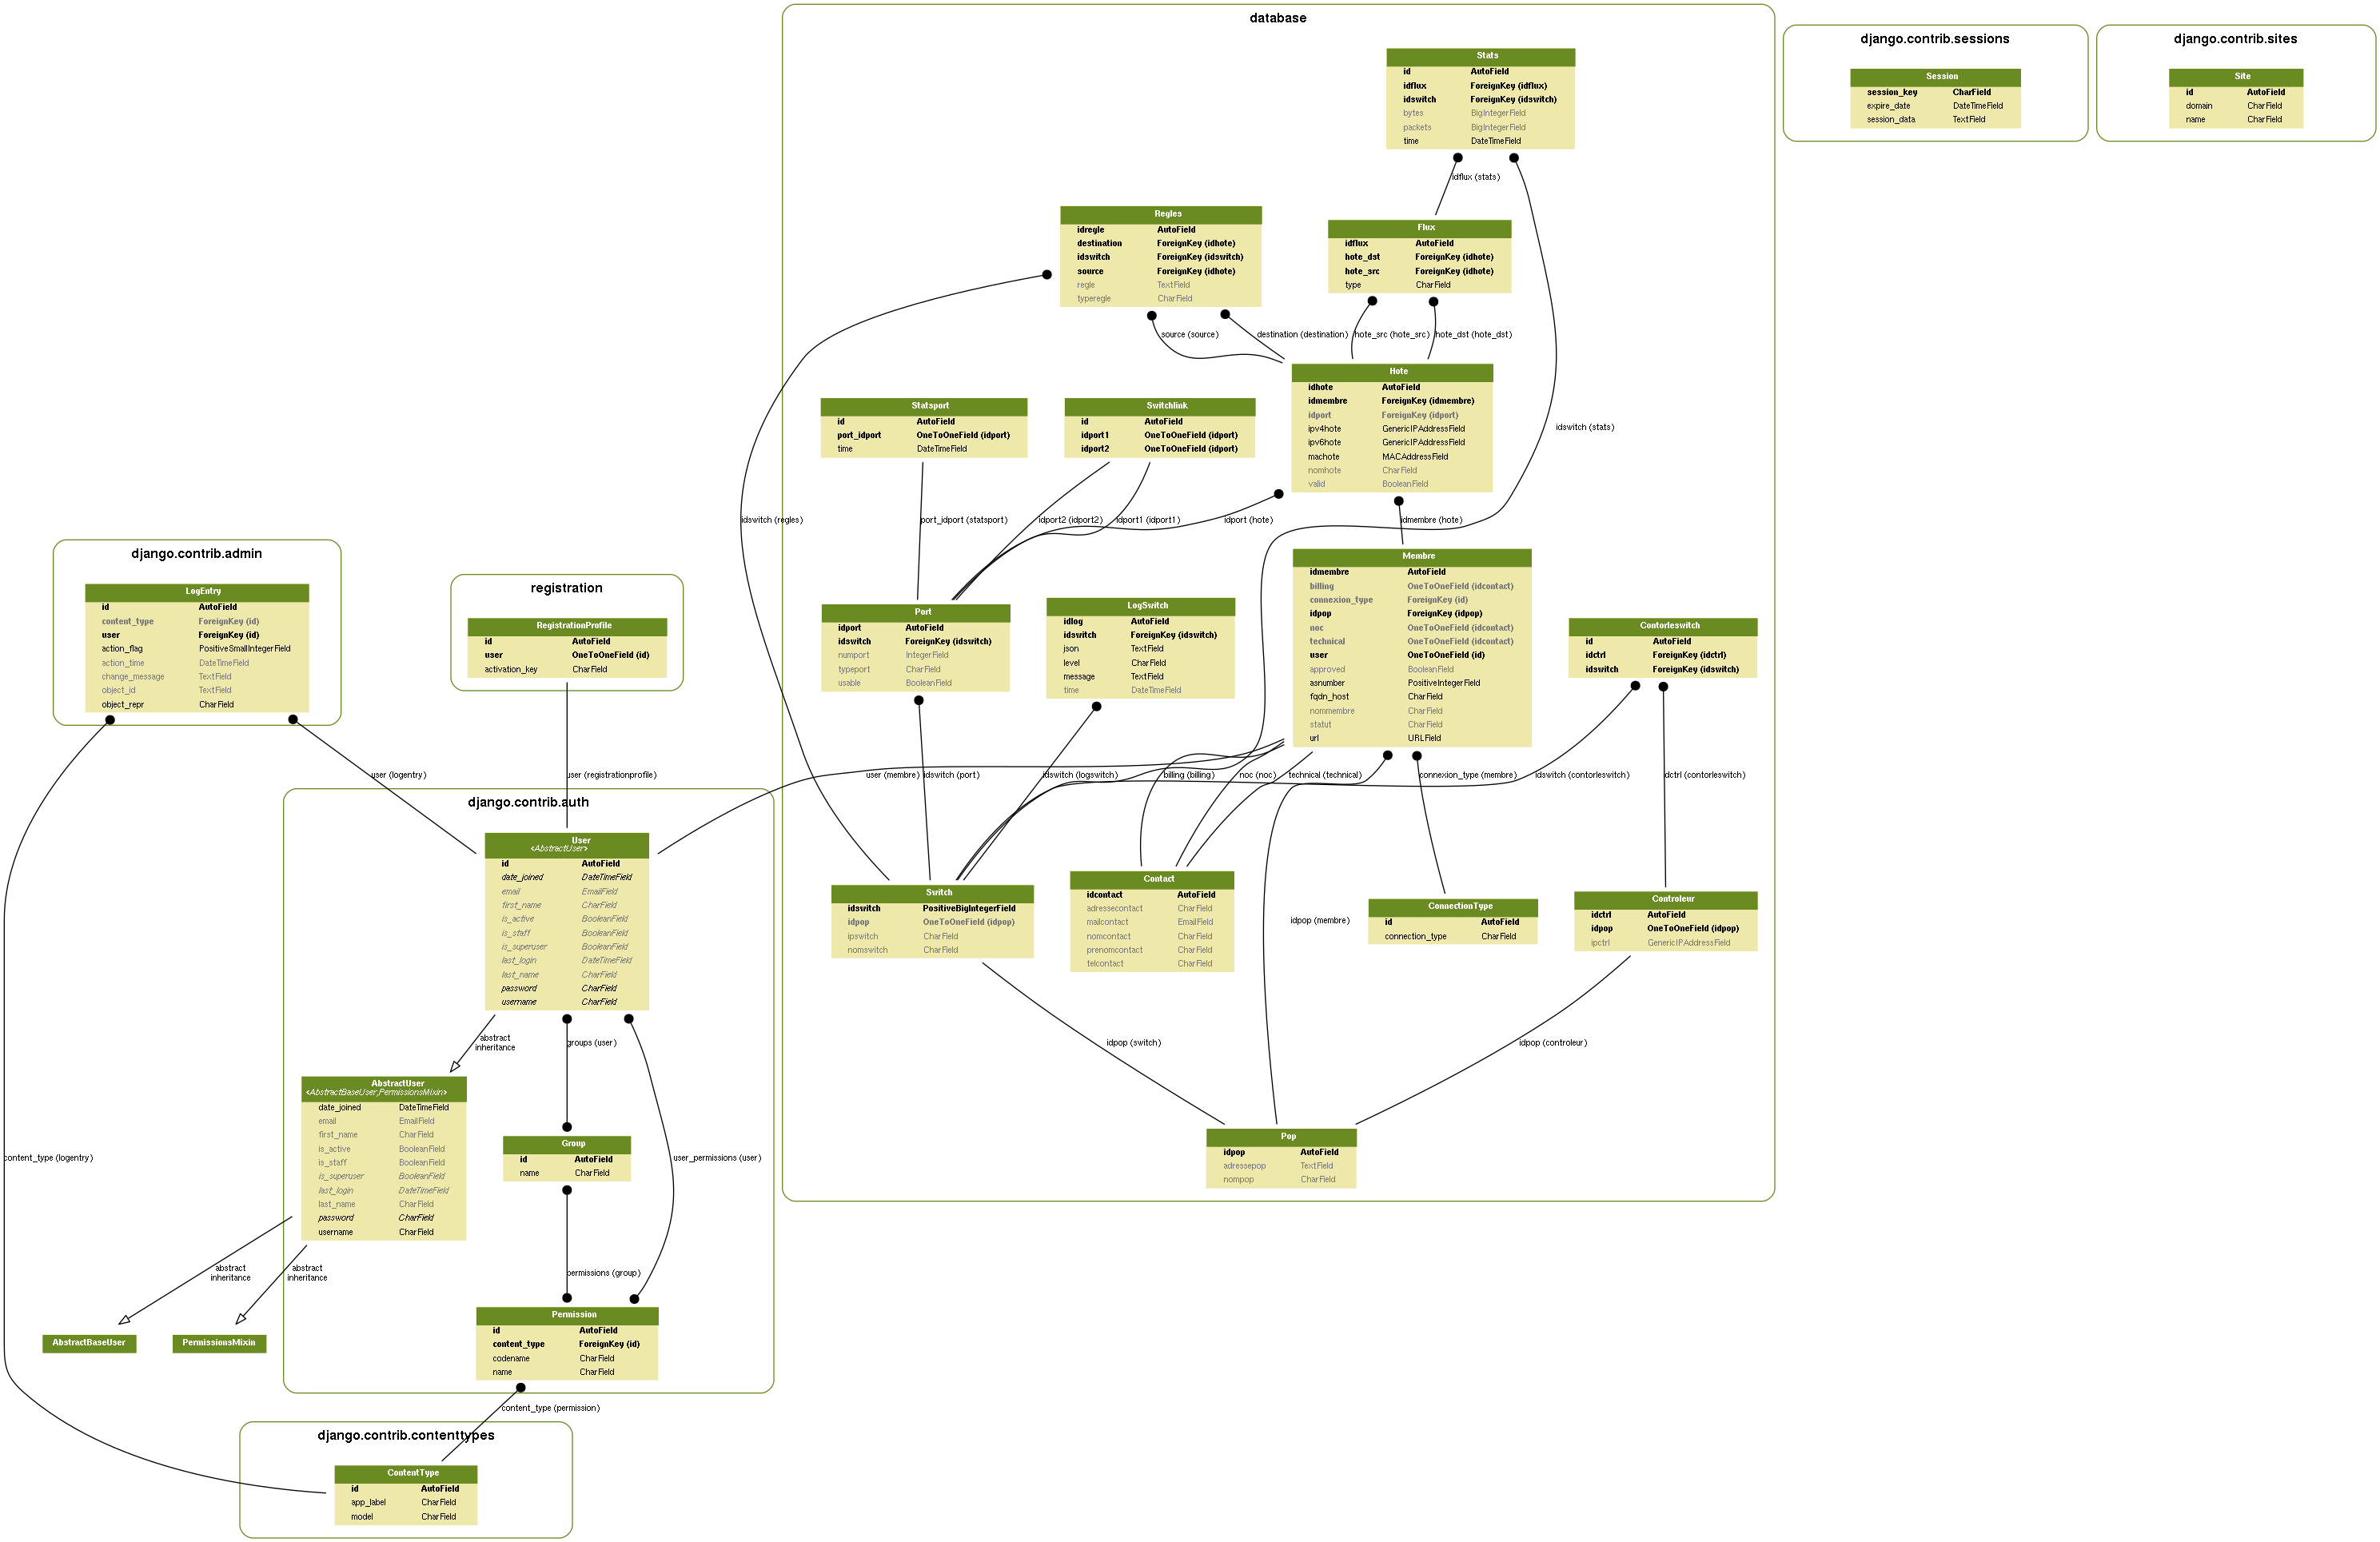 database
Stats
id AutoField
idflux ForeignKey (idflux)
idswitch ForeignKey (idswitch)
bytes BigIntegerField
packets BigIntegerField
time DateTimeField
idflux (stats)
idswitch (stats)
Regles
idregle AutoField
destination ForeignKey (idhote)
idswitch ForeignKey (idswitch)
source ForeignKey (idhote)
regle TextField
typeregle CharField
Flux
idflux AutoField
hote_dst ForeignKey (idhote)
hote_src ForeignKey (idhote)
type CharField
source (source)
destination (destination)
hote_src (hote_src)
hote_dst (hote_dst)
Hote
idhote AutoField
idmembre ForeignKey (idmembre)
idport ForeignKey (idport)
ipv4hote GenericIPAddressField
ipv6hote GenericIPAddressField
machote MACAddressField
nomhote CharField
valid BooleanField
Statsport
id AutoField
port_idport OneToOneField (idport)
time DateTimeField
Switchlink
id AutoField
idport1 OneToOneField (idport)
idport2 OneToOneField (idport)
idswitch (regles)
port_idport (statsport)
idport2 (idport2)
idport1 (idport1)
idport (hote)
idmembre (hote)
Port
idport AutoField
idswitch ForeignKey (idswitch)
numport IntegerField
typeport CharField
usable BooleanField
LogSwitch
idlog AutoField
idswitch ForeignKey (idswitch)
json TextField
level CharField
message TextField
time DateTimeField
Membre
idmembre AutoField
billing OneToOneField (idcontact)
connexion_type ForeignKey (id)
idpop ForeignKey (idpop)
noc OneToOneField (idcontact)
technical OneToOneField (idcontact)
user OneToOneField (id)
approved BooleanField
asnumber PositiveIntegerField
fqdn_host CharField
nommembre CharField
statut CharField
url URLField
Contorleswitch
id AutoField
idctrl ForeignKey (idctrl)
idswitch ForeignKey (idswitch)
user (membre)
idswitch (port)
idswitch (logswitch)
billing (billing)
noc (noc)
technical (technical)
connexion_type (membre)
idswitch (contorleswitch)
idctrl (contorleswitch)
Switch
idswitch PositiveBigIntegerField
idpop OneToOneField (idpop)
ipswitch CharField
nomswitch CharField
Contact
idcontact AutoField
adressecontact CharField
mailcontact EmailField
nomcontact CharField
prenomcontact CharField
telcontact CharField
idpop (membre)
ConnectionType
id AutoField
connection_type CharField
Controleur
idctrl AutoField
idpop OneToOneField (idpop)
ipctrl GenericIPAddressField
idpop (switch)
idpop (controleur)
Pop
idpop AutoField
adressepop TextField
nompop CharField
django.contrib.sessions
Session
session_key CharField
expire_date DateTimeField
session_data TextField
django.contrib.sites
Site
id AutoField
domain CharField
name CharField
django.contrib.admin
LogEntry
id AutoField
content_type ForeignKey (id)
user ForeignKey (id)
action_flag PositiveSmallIntegerField
action_time DateTimeField
change_message TextField
object_id TextField
object_repr CharField
registration
RegistrationProfile
id AutoField
user OneToOneField (id)
activation_key CharField
user (logentry)
user (registrationprofile)
django.contrib.auth
User
<AbstractUser>
id AutoField
date_joined DateTimeField
email EmailField
first_name CharField
is_active BooleanField
is_staff BooleanField
is_superuser BooleanField
last_login DateTimeField
last_name CharField
password CharField
username CharField
abstract
inheritance
groups (user)
AbstractUser
<AbstractBaseUser,PermissionsMixin>
date_joined DateTimeField
email EmailField
first_name CharField
is_active BooleanField
is_staff BooleanField
is_superuser BooleanField
last_login DateTimeField
last_name CharField
password CharField
username CharField
Group
id AutoField
name CharField
content_type (logentry)
user_permissions (user)
abstract
inheritance
abstract
inheritance
permissions (group)
AbstractBaseUser
PermissionsMixin
Permission
id AutoField
content_type ForeignKey (id)
codename CharField
name CharField
content_type (permission)
django.contrib.contenttypes
ContentType
id AutoField
app_label CharField
model CharField